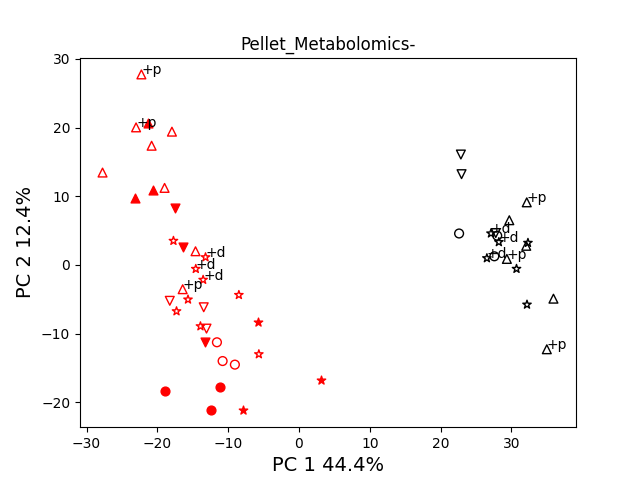 Pellet_Metabolomics-
30
20
10
0
−10
−20
PC 2 12.4%
+p
+p
+d
+d
+d
+p
+p
+d
+d
+d
+p
+p
−30
−20
−10
0
10
20
30
PC 1 44.4%